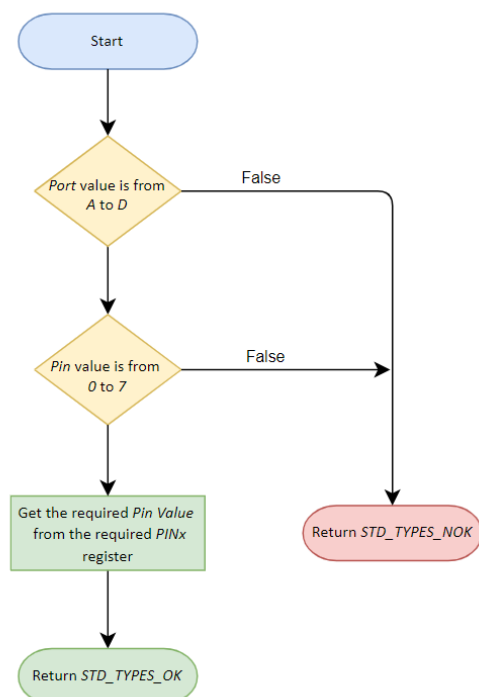 Start
Port value is from
A to D
False
Pin value is from
0 to 7
False
Get the required Pin Value
from the required PINx
register
Return STD_TYPES_NOK
Return STD_TYPES_OK